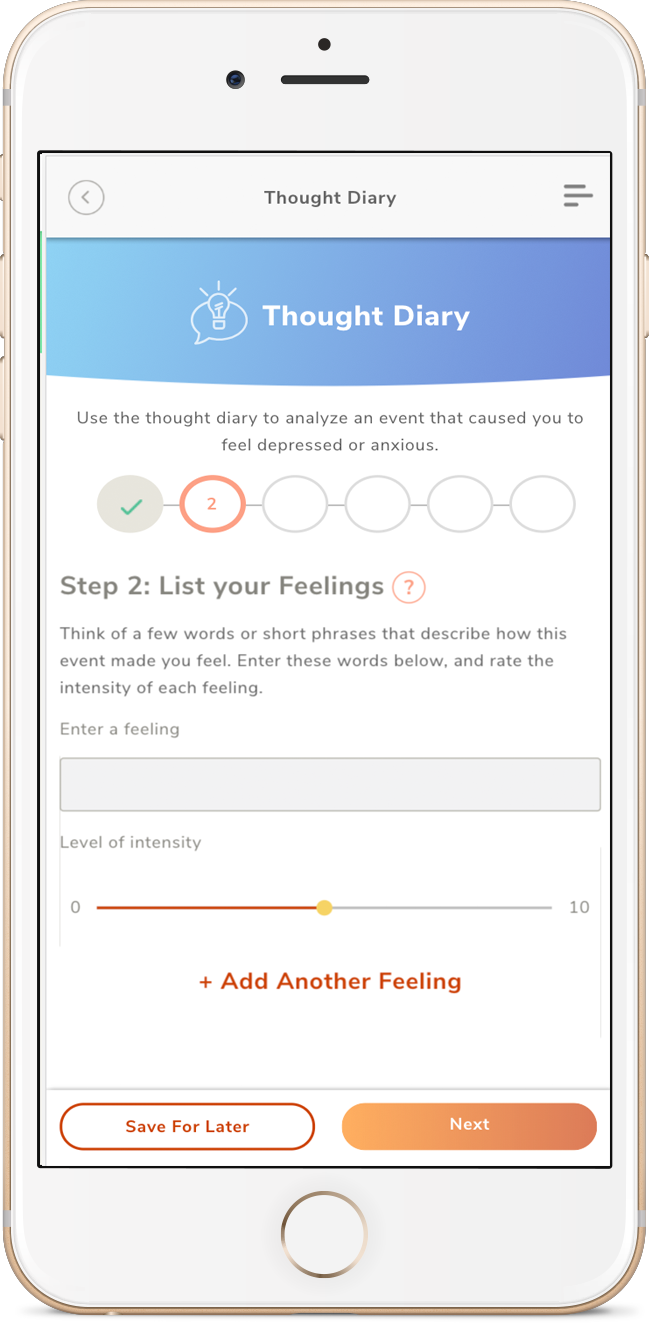 Thought Diary
Thought Diary
Use the thought diary to analyze an event that caused you to
feel depressed or anxious.
2
Step 2: List your Feelings ?
Think of a few words or short phrases that describe how this
event made you feel. Enter these words below, and rate the
intensity of each feeling.
Enter a feeling
Level of intensity
0 10
+ Add Another Feeling
Save For Later Next